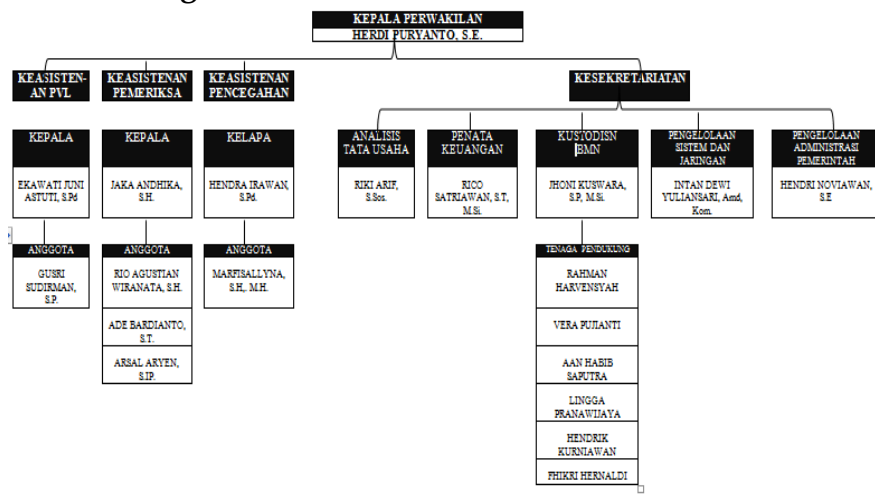 KEPALA PERWAKILAN
HERDI PURYANTO, S.E.
KEASISTEN-
AN PVL
KEASISTENAN
PEMERIKSA
KEASISTENAN
PENCEGAHAN
KESEKRETARIATAN
KEPALA
EKAWATI JUNI
ASTUTI, S.Pd
KEPALA
JAKA ANDHIKA,
S.H.
KELAPA
HENDRA IRAWAN,
S.Pd.
ANALISIS
TATA USAHA
RIKI ARIF,
S.Sos.
PENATA
KEUANGAN
RICO
SATRIAWAN, S.T,
M.Si.
KUSTODISN
BMN
JHONI KUSWARA,
S.P, M.Si.
PENGELOLAAN
SISTEM DAN
JARINGAN
INTAN DEWI
YULIANSARI, Amd,
Kom.
PENGELOLAAN
ADMINISTRASI
PEMERINTAH
HENDRI NOVIAWAN,
S.E
ANGGOTA
GUSRI
SUDIRMAN,
S.P.
ANGGOTA
RIO AGUSTIAN
WIRANATA, S.H.
ADE BARDIANTO,
S.T.
ARSAL ARYEN,
S.IP.
ANGGOTA
MARFISALLYNA,
S.H,. M.H.
TENAGA PENDUKUNG
RAHMAN
HARVENSYAH
VERA PUJIANTI
AAN HABIB
SAPUTRA
LINGGA
PRANAWIJAYA
HENDRIK
KURNIAWAN
FHIKRI HERNALDI